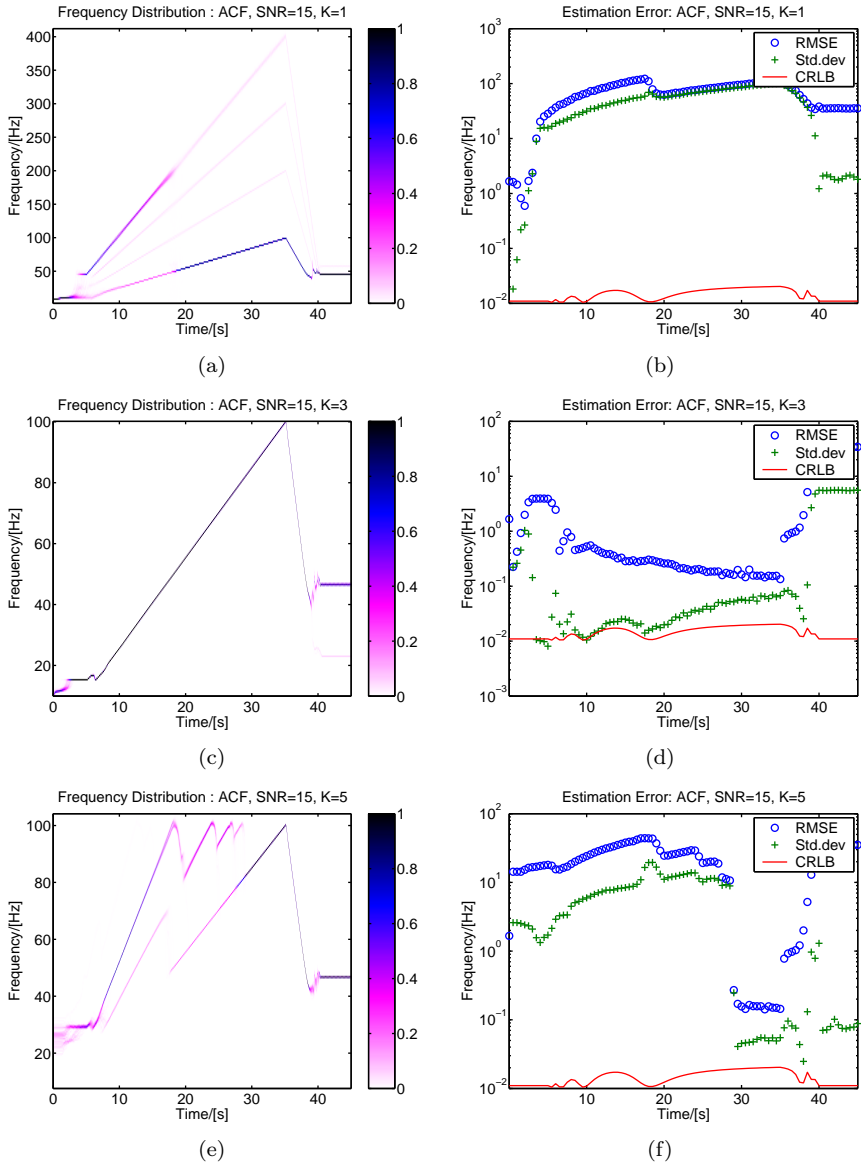 Frequency Distribution : ACF, SNR=15, K=1
Frequency/[Hz]
400
350
300
250
200
150
100
50
0 10 20 30 40
Time/[s]
1
0.8
0.6
0.4
0.2
0
(a)
Estimation Error: ACF, SNR=15, K=1
RMSE
Std.dev
CRLB
Frequency/[Hz]
10^2
10^1
10^0
10^-1
10^-2
0 10 20 30 40
Time/[s]
(b)
Frequency Distribution : ACF, SNR=15, K=3
Frequency/[Hz]
100
80
60
40
20
0 10 20 30 40
Time/[s]
1
0.8
0.6
0.4
0.2
0
(c)
Estimation Error: ACF, SNR=15, K=3
RMSE
Std.dev
CRLB
Frequency/[Hz]
10^2
10^1
10^0
10^-1
10^-2
10^-3
0 10 20 30 40
Time/[s]
(d)
Frequency Distribution : ACF, SNR=15, K=5
Frequency/[Hz]
100
80
60
40
20
0 10 20 30 40
Time/[s]
1
0.8
0.6
0.4
0.2
0
(e)
Estimation Error: ACF, SNR=15, K=5
RMSE
Std.dev
CRLB
Frequency/[Hz]
10^2
10^1
10^0
10^-1
10^-2
0 10 20 30 40
Time/[s]
(f)